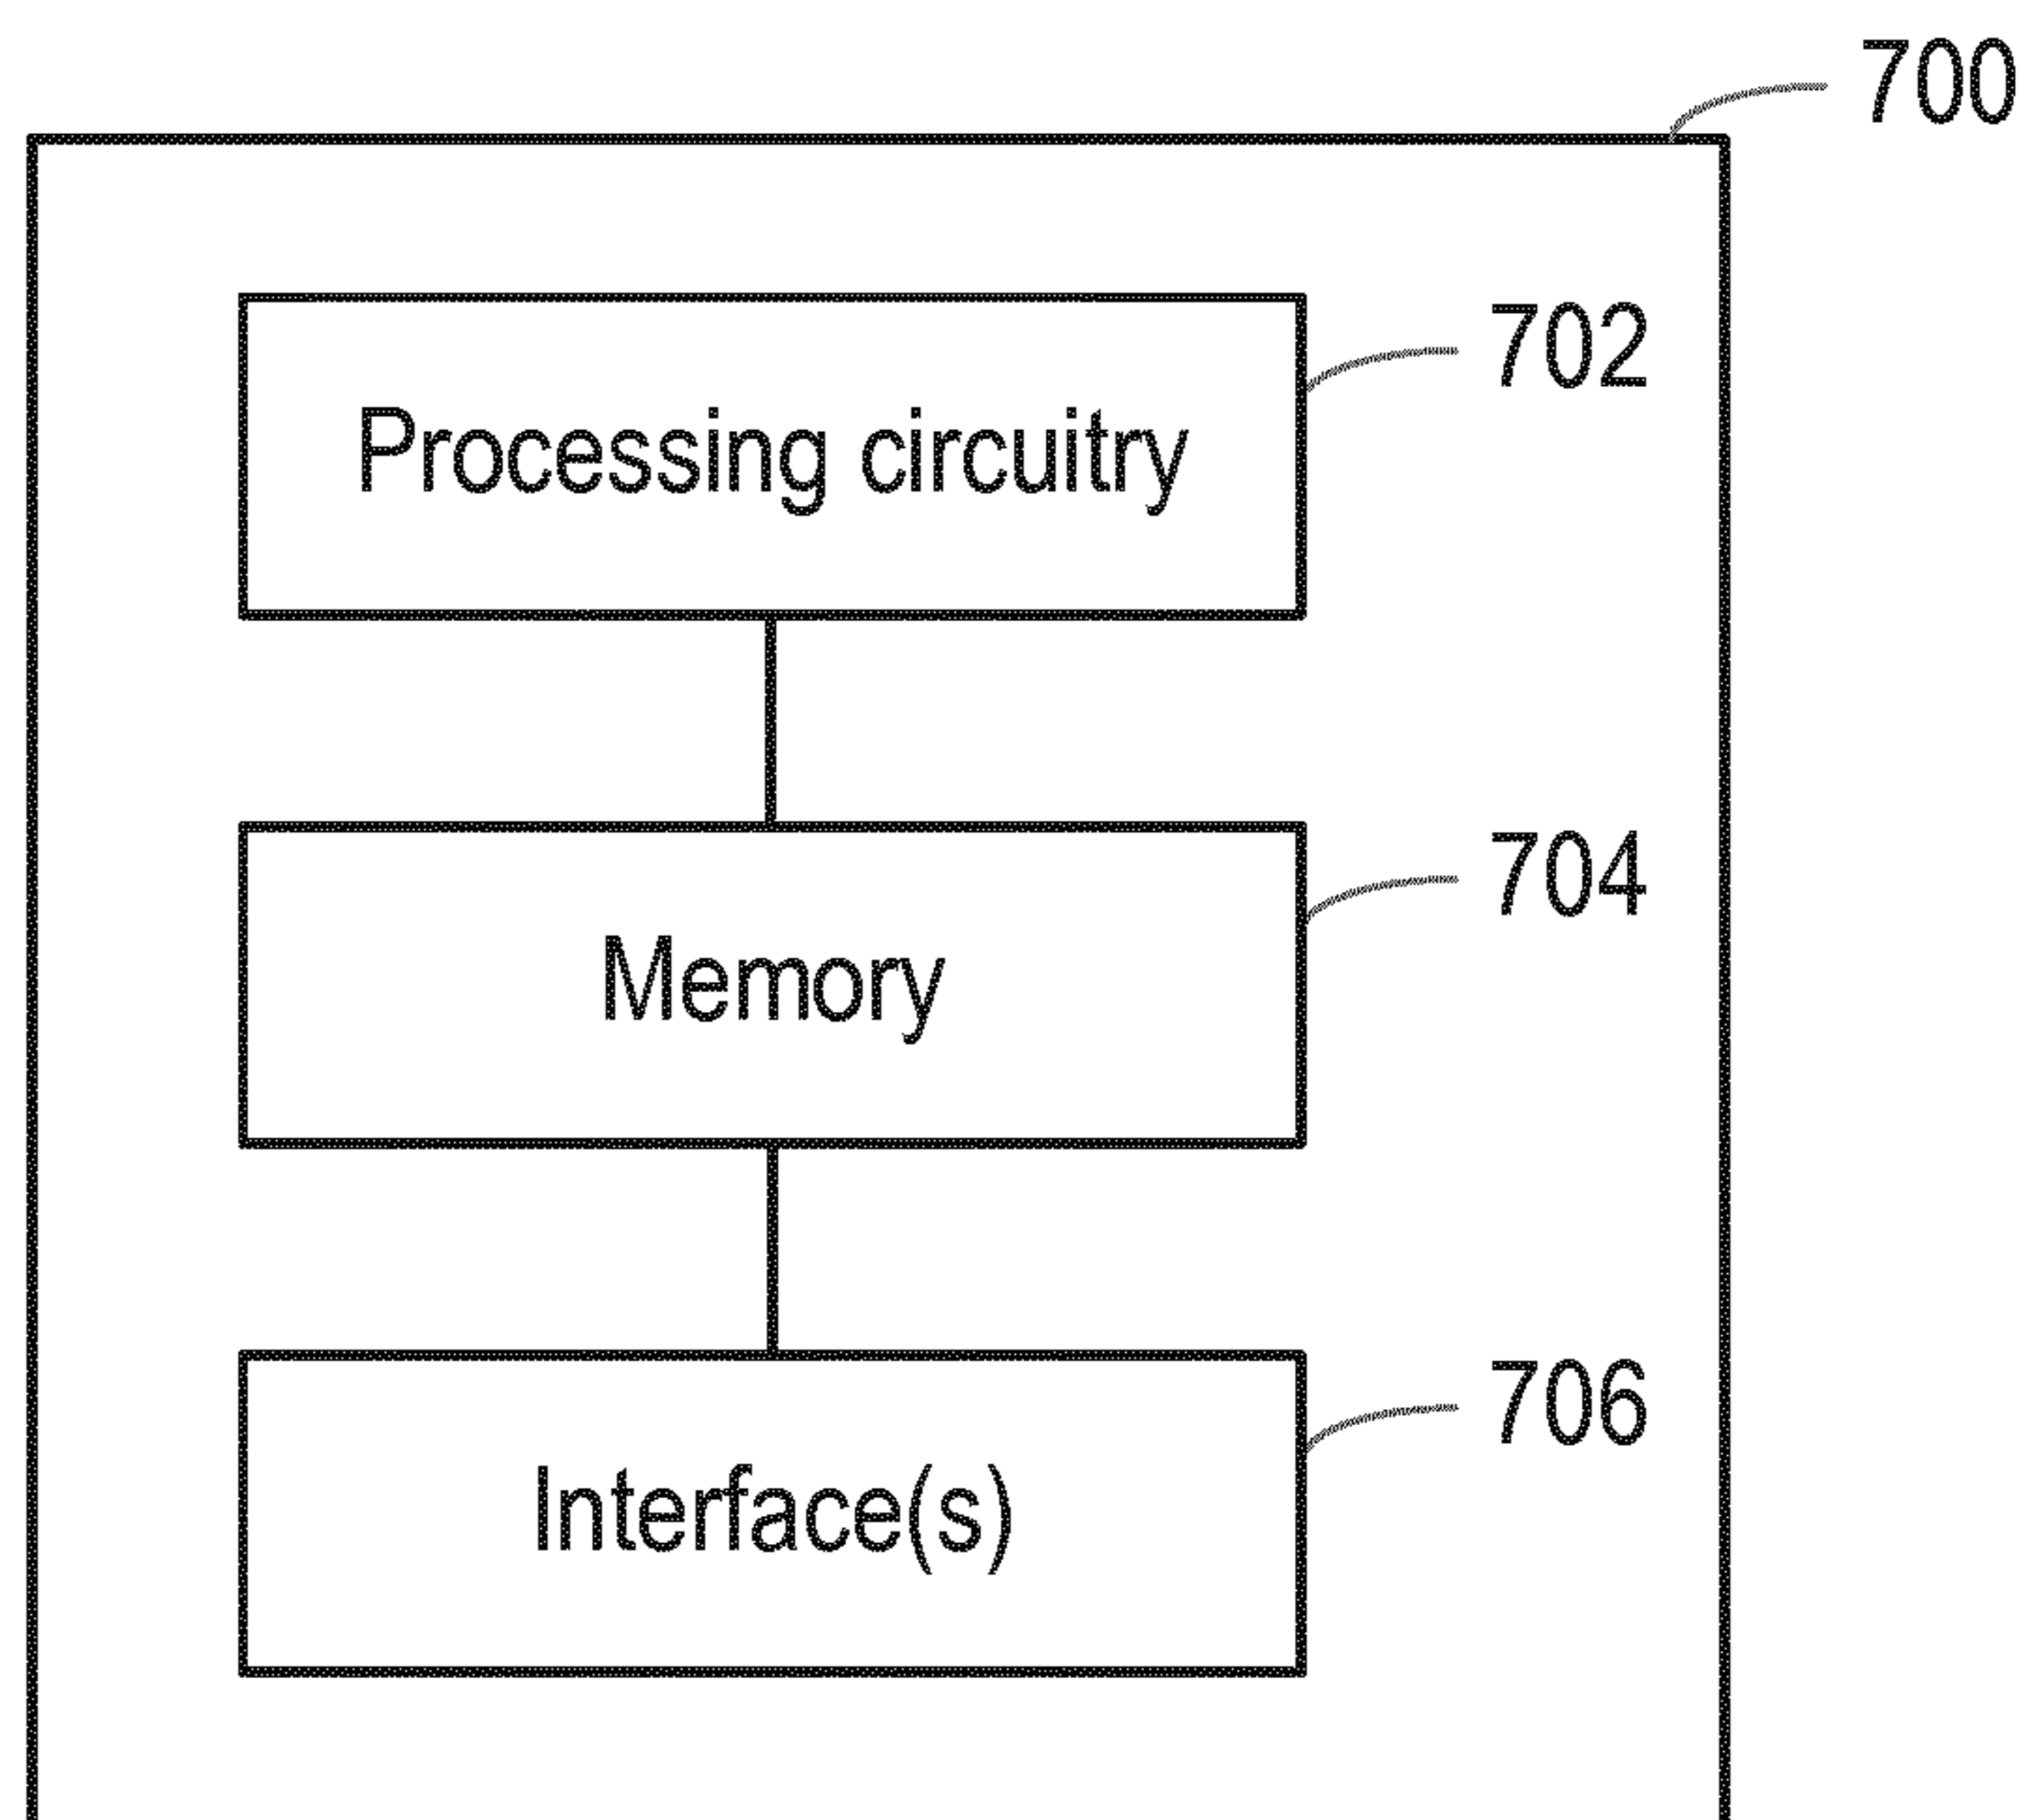 700
702
Processing circuitry
704
Memory
706
Interface(s)